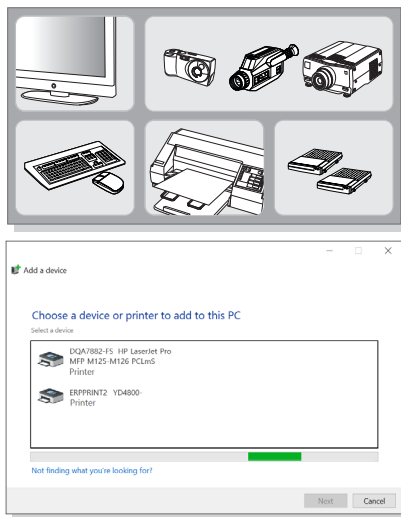 Add a device
Choose a device or printer to add to this PC
Select a device
DQA7882-F5 HP LaserJet Pro
MFP M125-M126 PCLmS
Printer
ERPPRINT2 YD4800-
Printer
Not finding what you're looking for?
Next Cancel